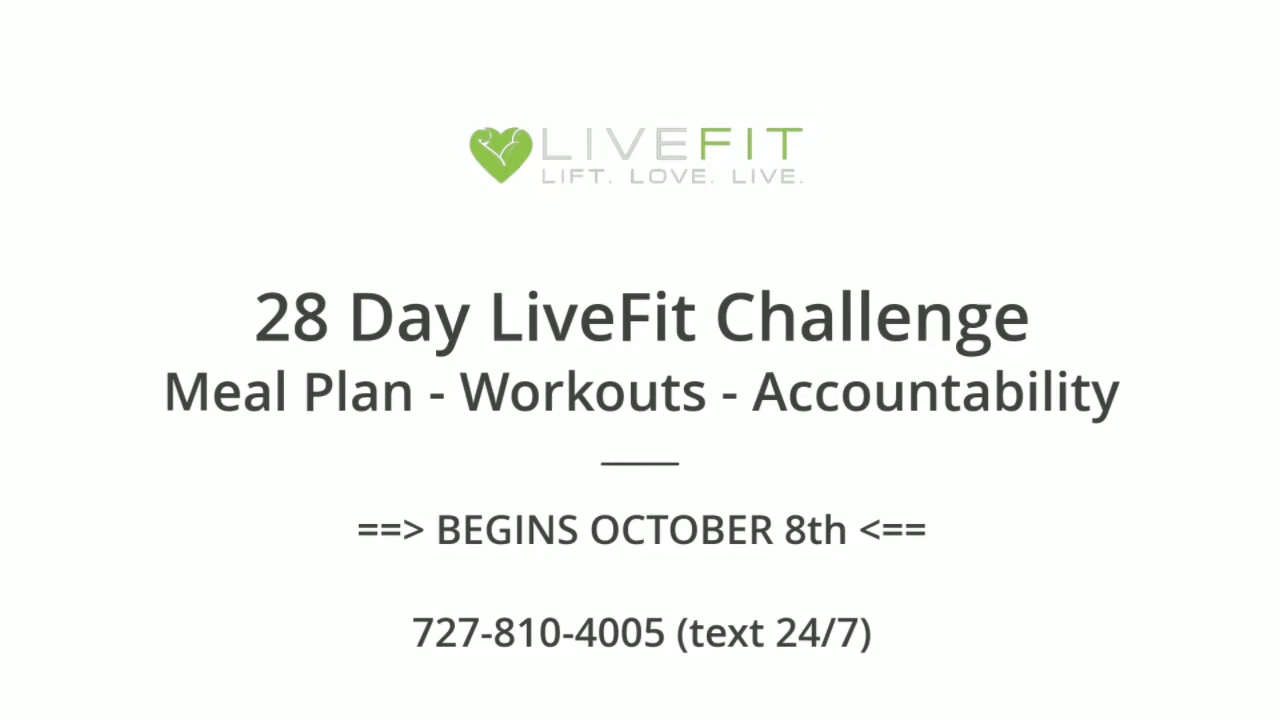 LIVEFIT
LIFT. LOVE. LIVE.
28 Day LiveFit Challenge
Meal Plan - Workouts - Accountability
==> BEGINS OCTOBER 8th <==
727-810-4005 (text 24/7)